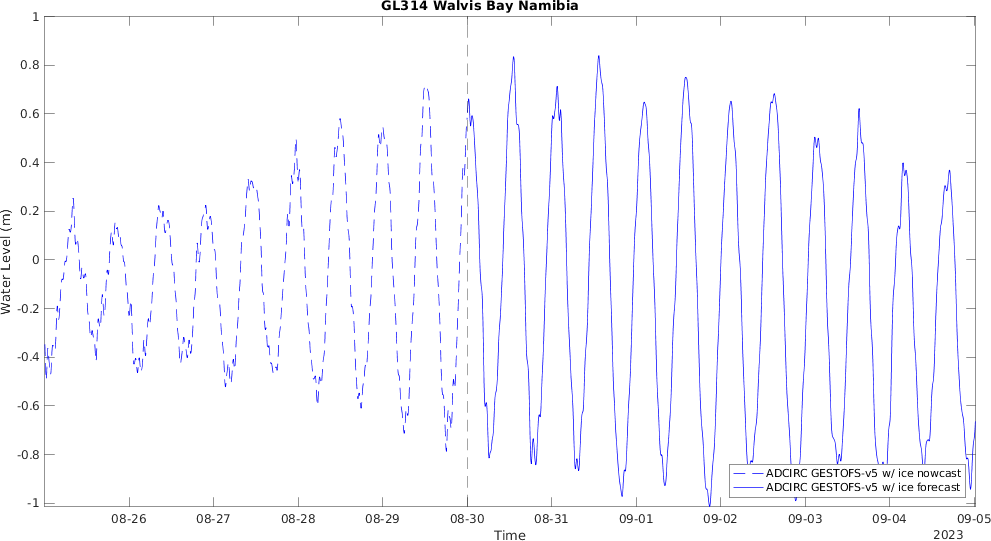 GL314 Walvis Bay Namibia
1
0.8
0.6
0.4
0.2
0
-0.2
-0.4
-0.6
-0.8
-1
Water Level (m)
ADCIRC GESTOFS-v5 w/ ice nowcast
ADCIRC GESTOFS-v5 w/ ice forecast
08-26 08-27 08-28 08-29 08-30 08-31 09-01 09-02 09-03 09-04 09-05
Time
2023